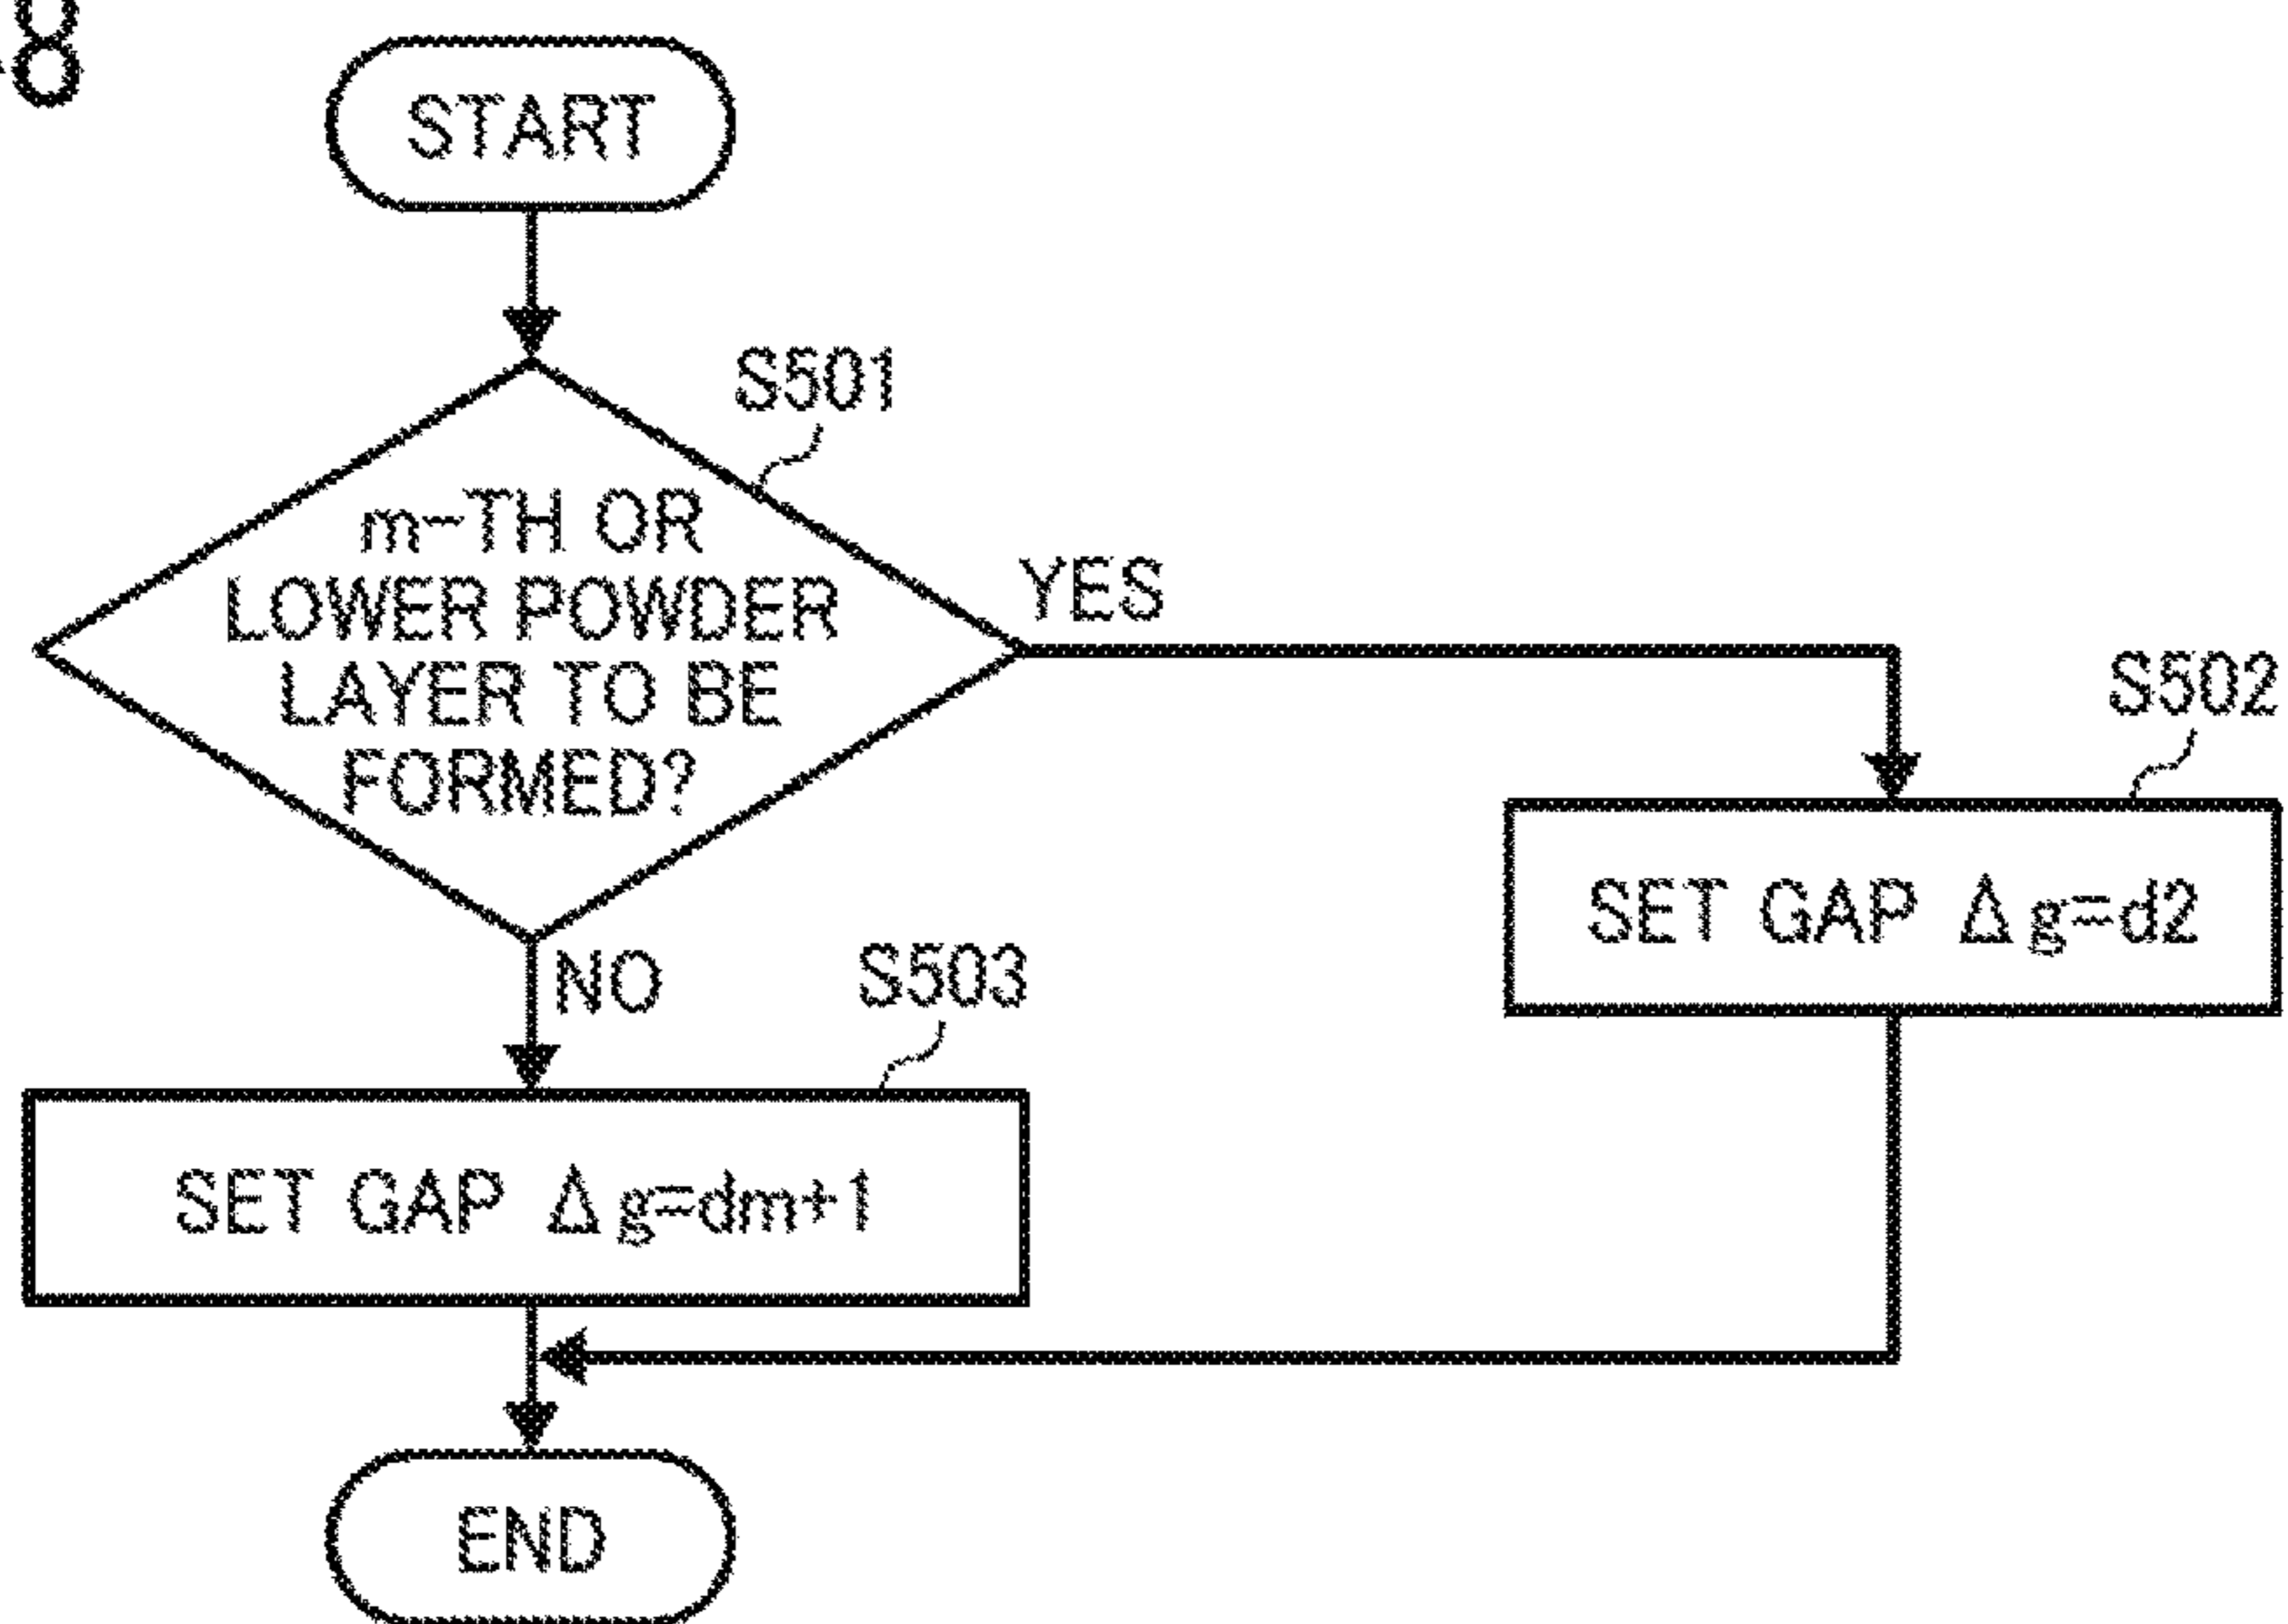 8
START
S501
m-TH OR
LOWER POWDER
LAYER TO BE
FORMED?
YES
S502
SET GAP Δg=d2
NO
S503
SET GAP Δg=dm+1
END